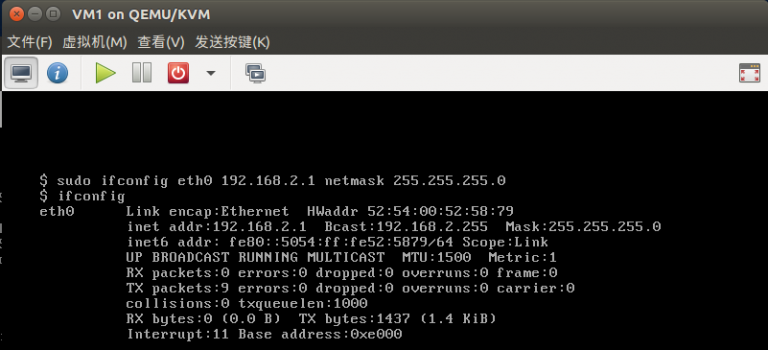 VM1 on QEMU/KVM
文件(F) 虚拟机(M) 查看(V) 发送按键(K)
$ sudo ifconfig eth0 192.168.2.1 netmask 255.255.255.0
$ ifconfig
eth0 Link encap:Ethernet HWaddr 52:54:00:52:58:79
inet addr:192.168.2.1 Bcast:192.168.2.255 Mask:255.255.255.0
inet6 addr: fe80::5054:ff:fe52:5879/64 Scope:Link
UP BROADCAST RUNNING MULTICAST MTU:1500 Metric:1
RX packets:0 errors:0 dropped:0 overruns:0 frame:0
TX packets:9 errors:0 dropped:0 overruns:0 carrier:0
collisions:0 txqueuelen:1000
RX bytes:0 (0.0 B) TX bytes:1437 (1.4 KiB)
Interrupt:11 Base address:0xe000